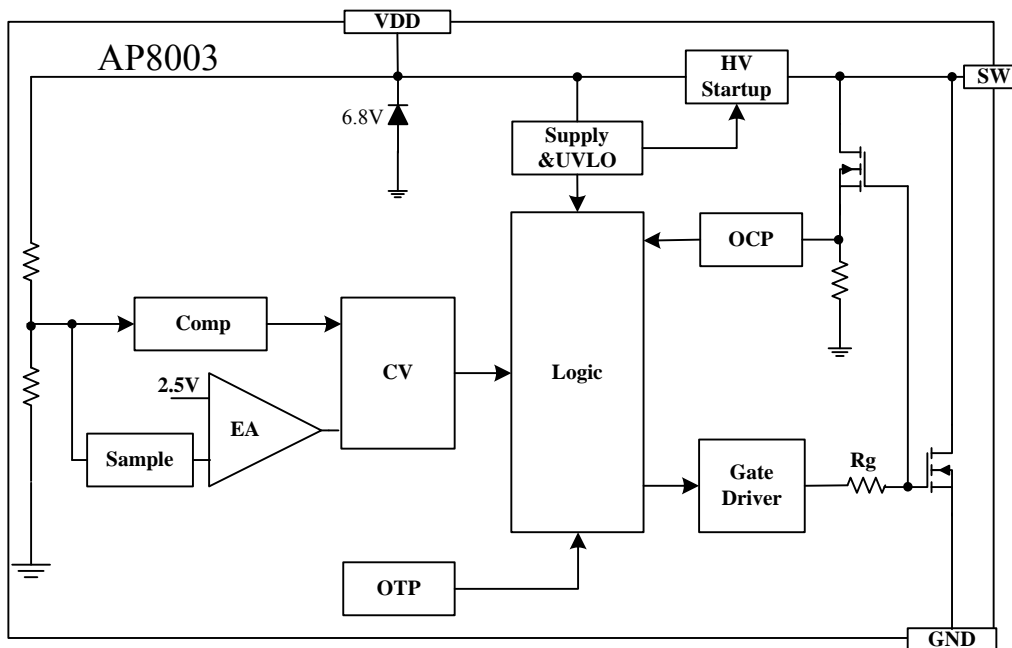 VDD
AP8003
HV
Startup
SW
6.8V
Supply
&UVLO
OCP
Comp
CV
Logic
2.5V
EA
Sample
Gate
Driver
Rg
OTP
GND